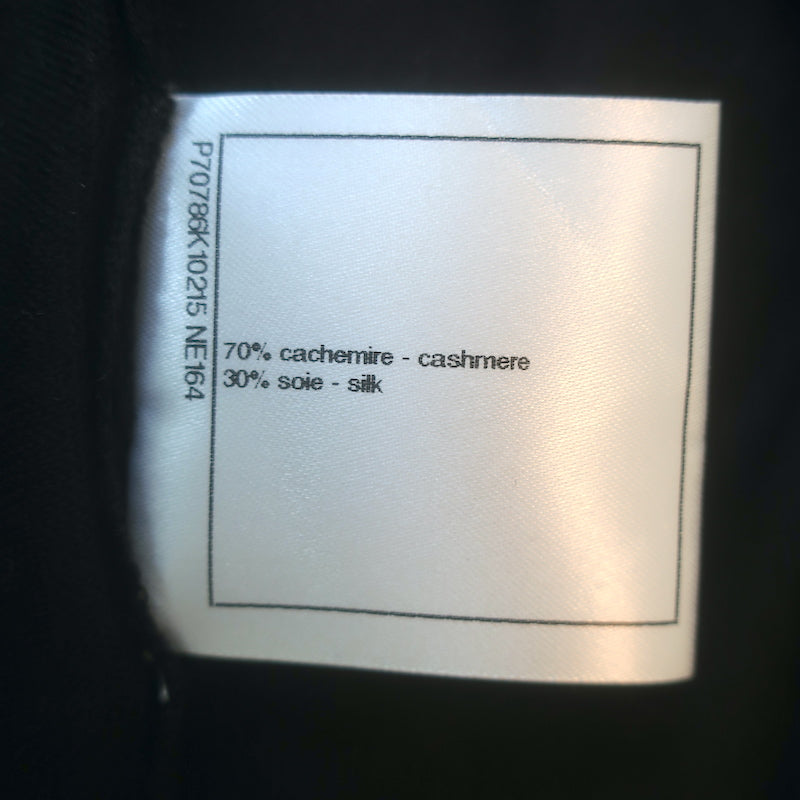 P70786K10215 NE164
70% cachemire - cashmere
30% soie - silk